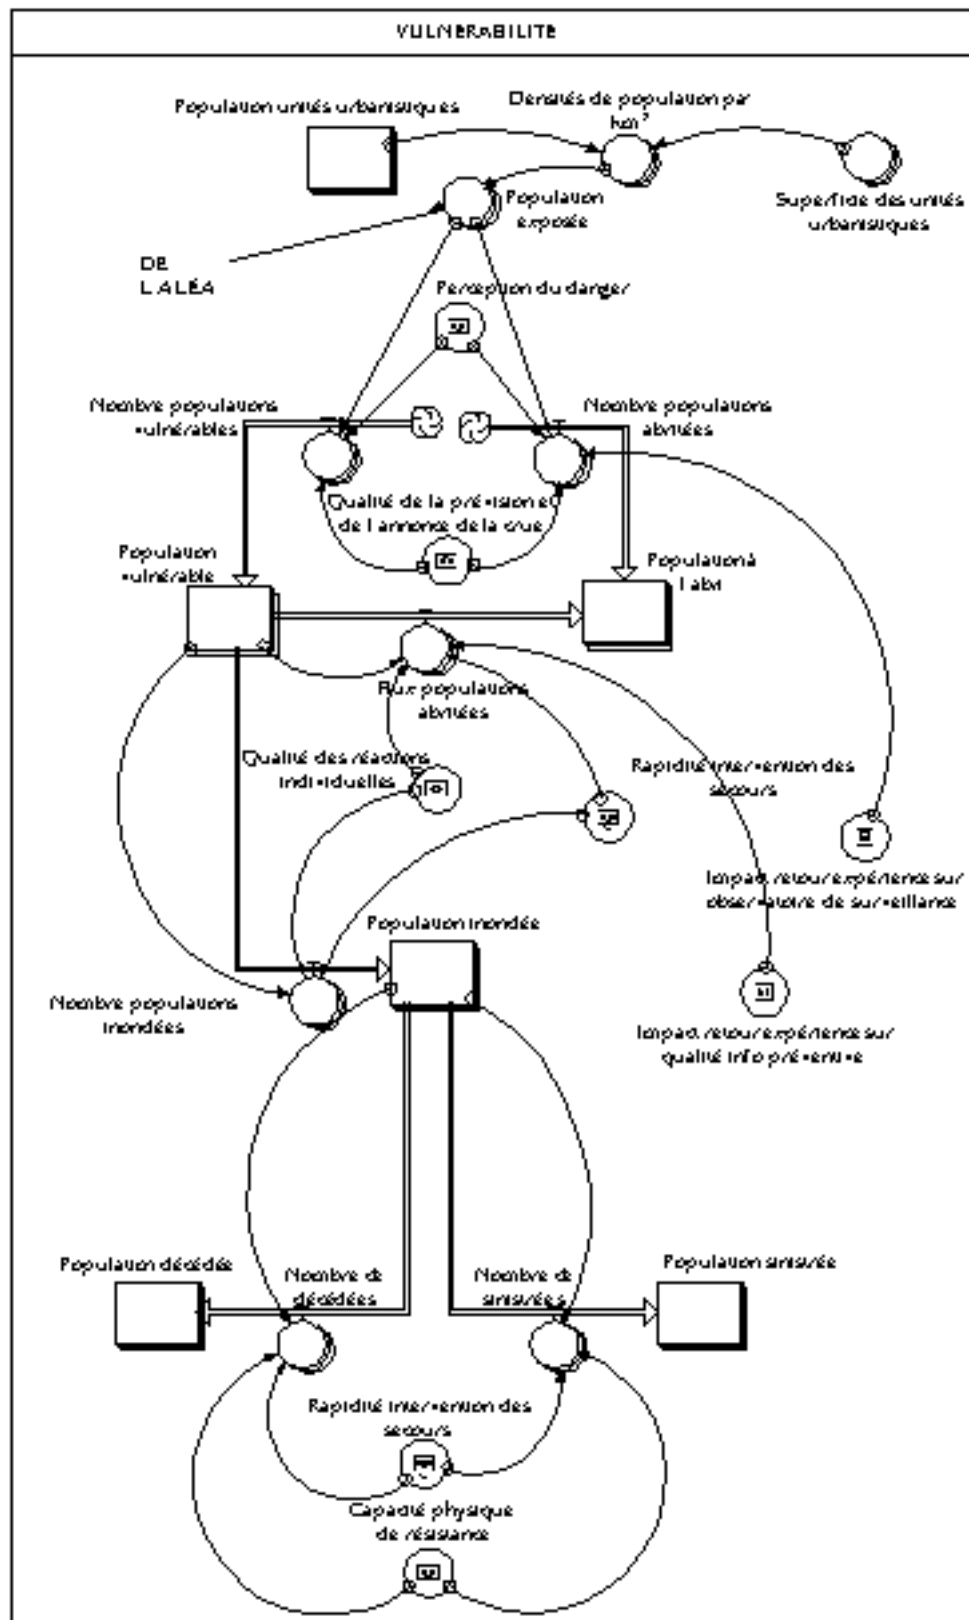 VULNERABILITE
Population unités urbanistiques
Densités de population par
km²
Population
exposée
Superficie des unités
urbanistiques
DE
L'ALÉA
Perception du danger
Nombre populations
vulnérables
Nombre populations
abritées
Qualité de la prévision e
de l'annonce de la crue
Population
vulnérable
Population à
l'abri
Flux populations
abritées
Qualité des réactions
individuelles
Rapidité intervention des
secours
Impact retour expérience sur
observatoire de surveillance
Population inondée
Nombre populations
inondées
Impact retour expérience sur
qualité info préventive
Population décédée
Nombre de
décédées
Nombre de
sinistrées
Population sinistrée
Rapidité intervention des
secours
Capacité physique
de résistance